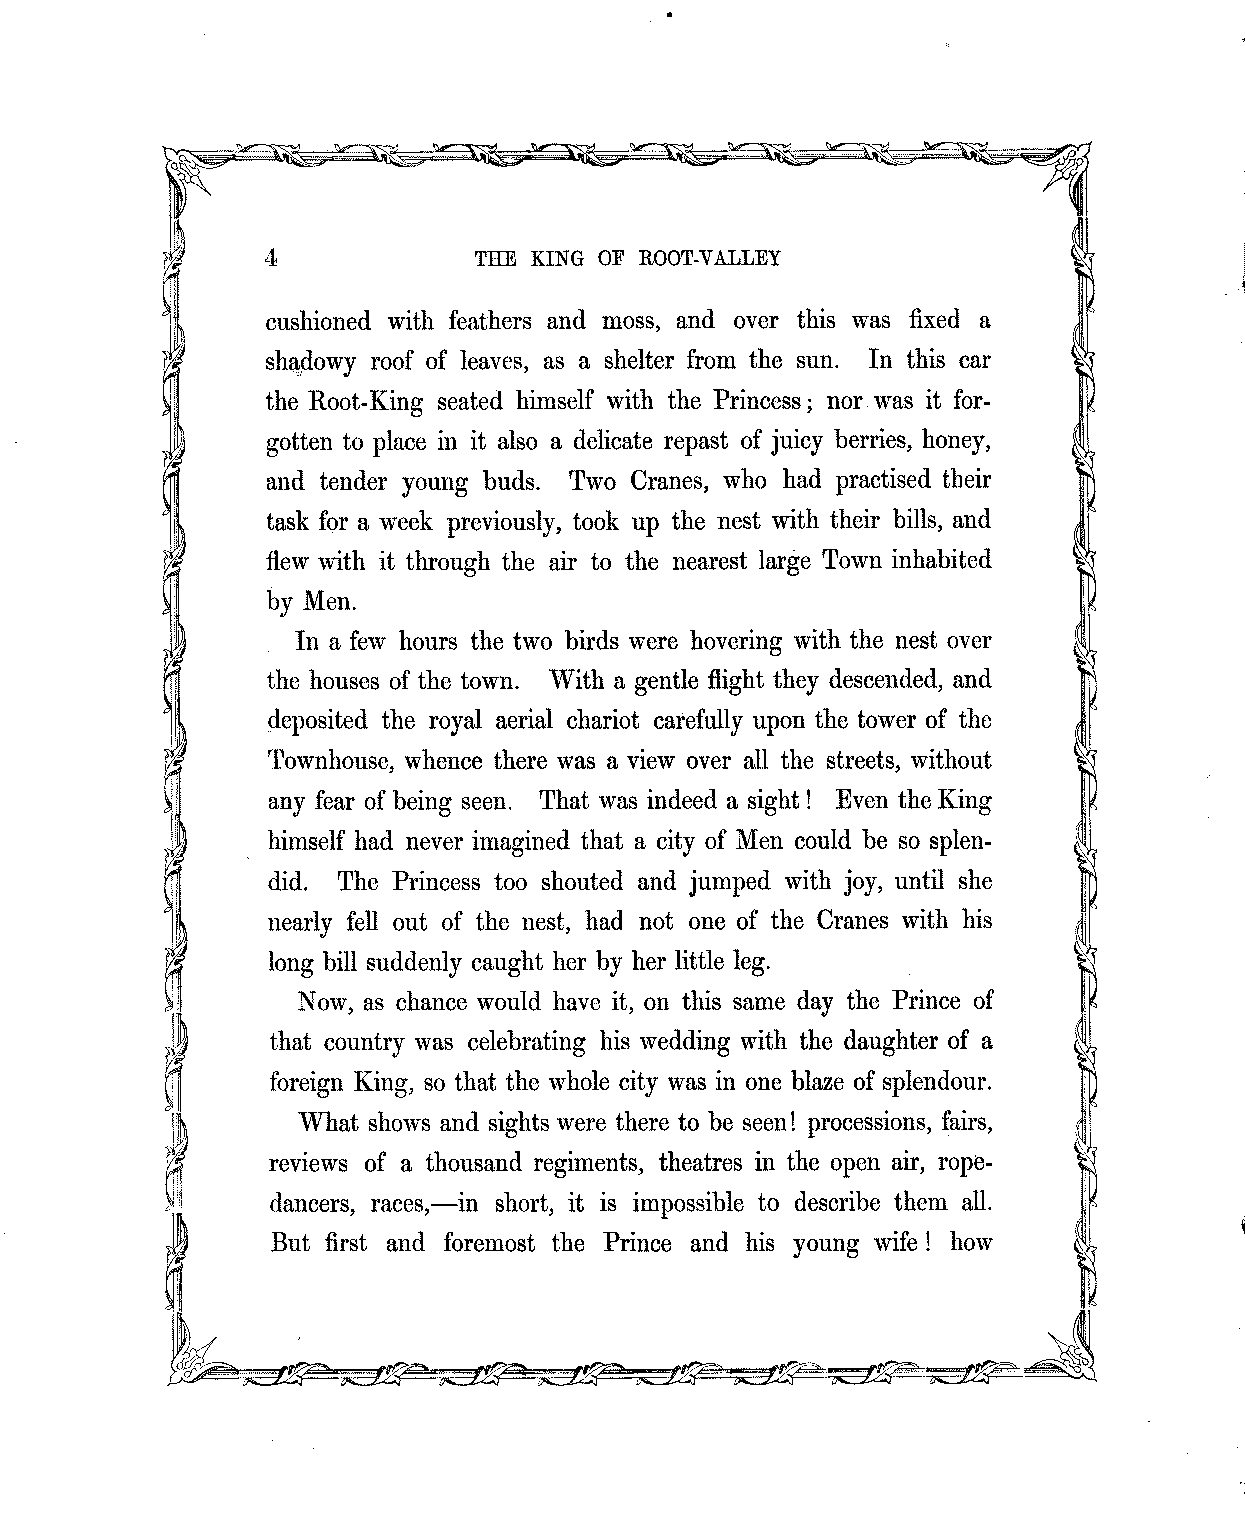 4 THE KING OF ROOT-VALLEY
cushioned with feathers and moss, and over this was fixed a
shadowy roof of leaves, as a shelter from the sun. In this car
the Root-King seated himself with the Princess; nor was it for-
gotten to place in it also a delicate repast of juicy berries, honey,
and tender young buds. Two Cranes, who had practised their
task for a week previously, took up the nest with their bills, and
flew with it through the air to the nearest large Town inhabited
by Men.
In a few hours the two birds were hovering with the nest over
the houses of the town. With a gentle flight they descended, and
deposited the royal aerial chariot carefully upon the tower of the
Townhouse, whence there was a view over all the streets, without
any fear of being seen. That was indeed a sight! Even the King
himself had never imagined that a city of Men could be so splen-
did. The Princess too shouted and jumped with joy, until she
nearly fell out of the nest, had not one of the Cranes with his
long bill suddenly caught her by her little leg.
Now, as chance would have it, on this same day the Prince of
that country was celebrating his wedding with the daughter of a
foreign King, so that the whole city was in one blaze of splendour.
What shows and sights were there to be seen! processions, fairs,
reviews of a thousand regiments, theatres in the open air, rope-
dancers, races,—in short, it is impossible to describe them all.
But first and foremost the Prince and his young wife! how